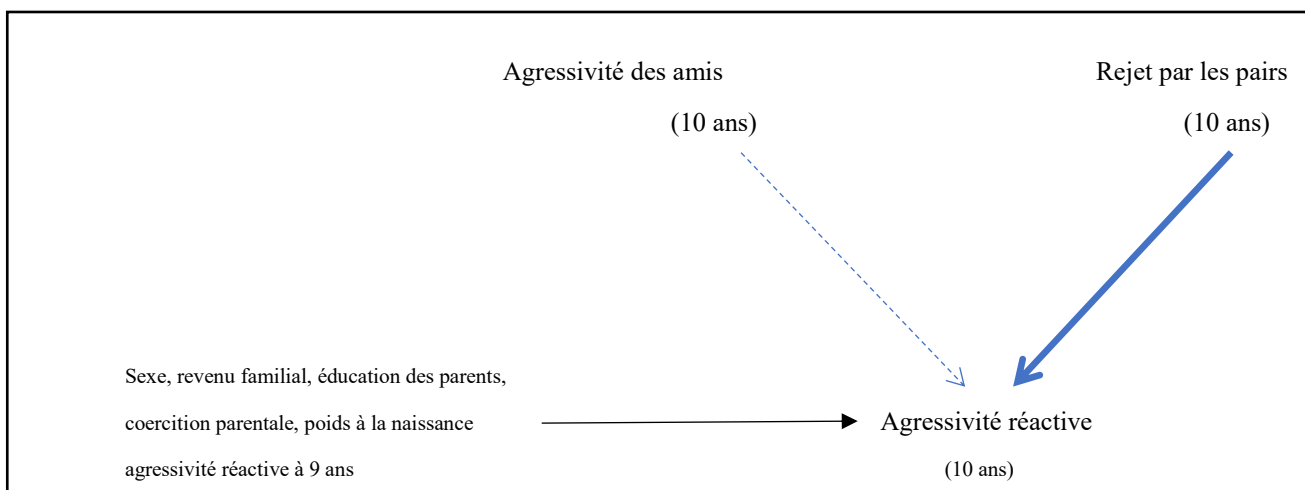 Agressivité des amis
(10 ans)
Rejet par les pairs
(10 ans)
Sexe, revenu familial, éducation des parents,
coercition parentale, poids à la naissance
agressivité réactive à 9 ans
Agressivité réactive
(10 ans)